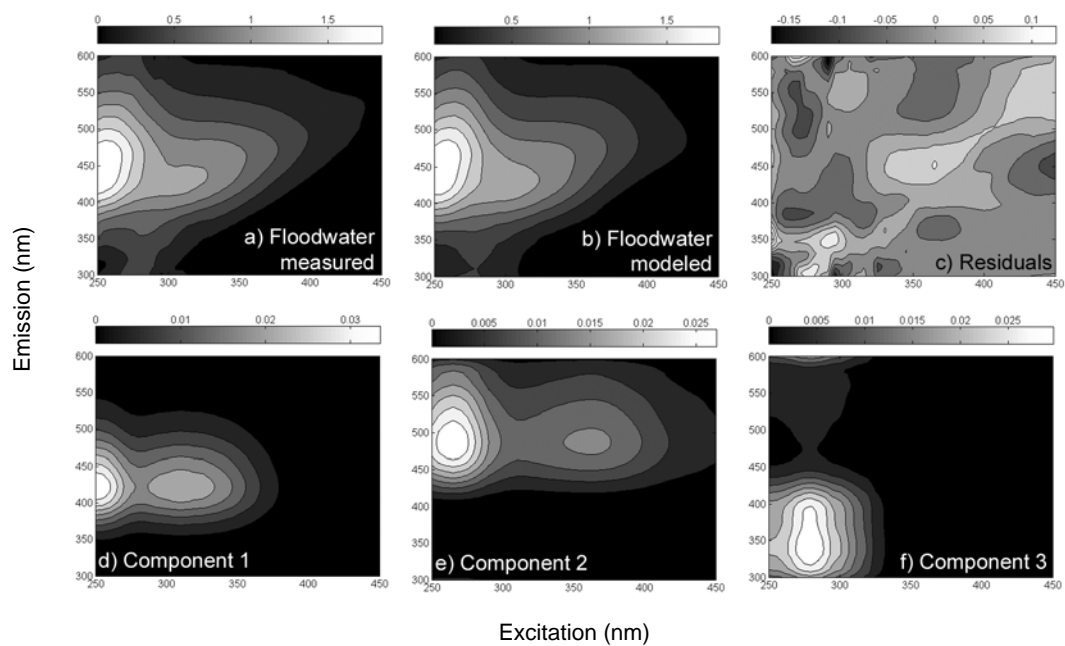 0 0.5 1 1.5
0.5 1 1.5
-0.15 -0.1 -0.05 0 0.05 0.1
600
550
500
450
400
350
300
250 300 350 400 450
a) Floodwater
measured
600
550
500
450
400
350
300
250 300 350 400 450
b) Floodwater
modeled
600
550
500
450
400
350
300
250 300 350 400 450
c) Residuals
Emission (nm)
0 0.01 0.02 0.03
0 0.005 0.01 0.015 0.02 0.025
0 0.005 0.01 0.015 0.02 0.025
600
550
500
450
400
350
300
250 300 350 400 450
d) Component 1
600
550
500
450
400
350
300
250 300 350 400 450
e) Component 2
600
550
500
450
400
350
300
250 300 350 400 450
f) Component 3
Excitation (nm)